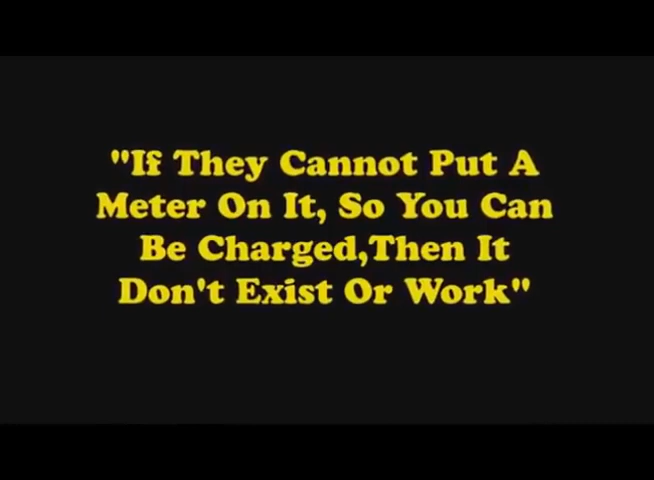 "If They Cannot Put A
Meter On It, So You Can
Be Charged,Then It
Don't Exist Or Work"